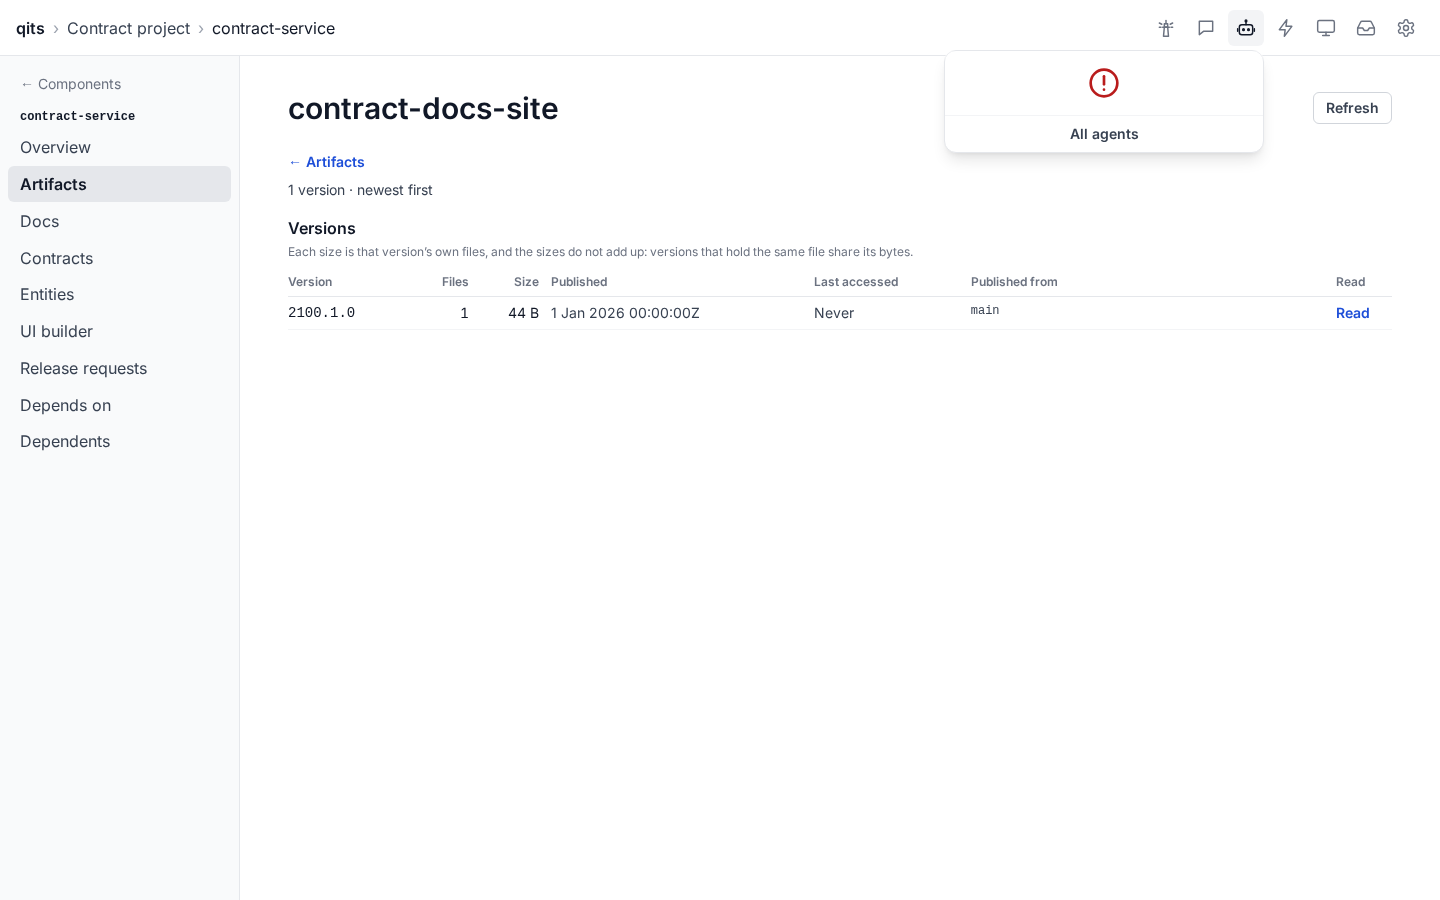 qits › Contract project › contract-service
← Components
contract-service
Overview
Artifacts
Docs
Contracts
Entities
UI builder
Release requests
Depends on
Dependents
contract-docs-site
Refresh
All agents
← Artifacts
1 version · newest first
Versions
Each size is that version’s own files, and the sizes do not add up: versions that hold the same file share its bytes.
Version Files Size Published Last accessed Published from Read
2100.1.0 1 44 B 1 Jan 2026 00:00:00Z Never main Read